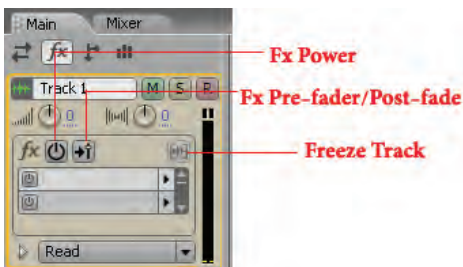 Main Mixer
fx
Fx Power
Track 1 M S R
Fx Pre-fader/Post-fade
0 0
fx
Freeze Track
Read